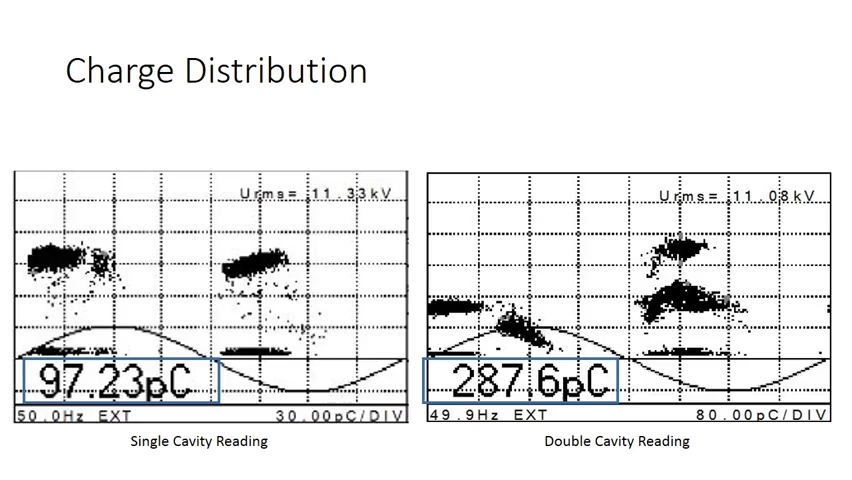 Charge Distribution
Urms= 11.33kV
97.23pC
50.0Hz EXT 30.00pC/DIV
Single Cavity Reading
Urms= 11.08kV
287.6pC
49.9Hz EXT 80.00pC/DIV
Double Cavity Reading